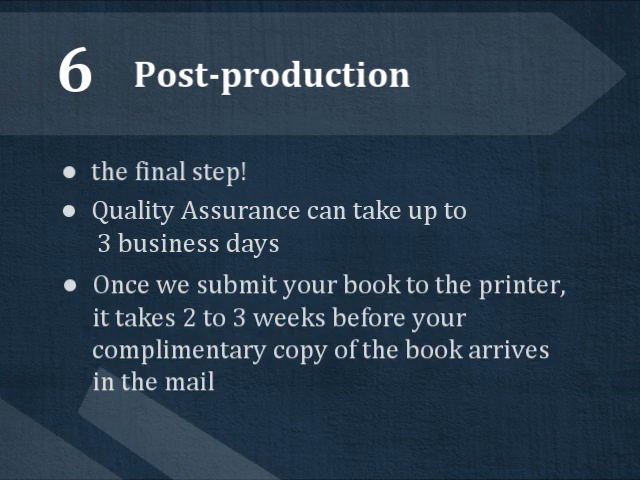 6 Post-production
• the final step!
• Quality Assurance can take up to
3 business days
• Once we submit your book to the printer,
it takes 2 to 3 weeks before your
complimentary copy of the book arrives
in the mail